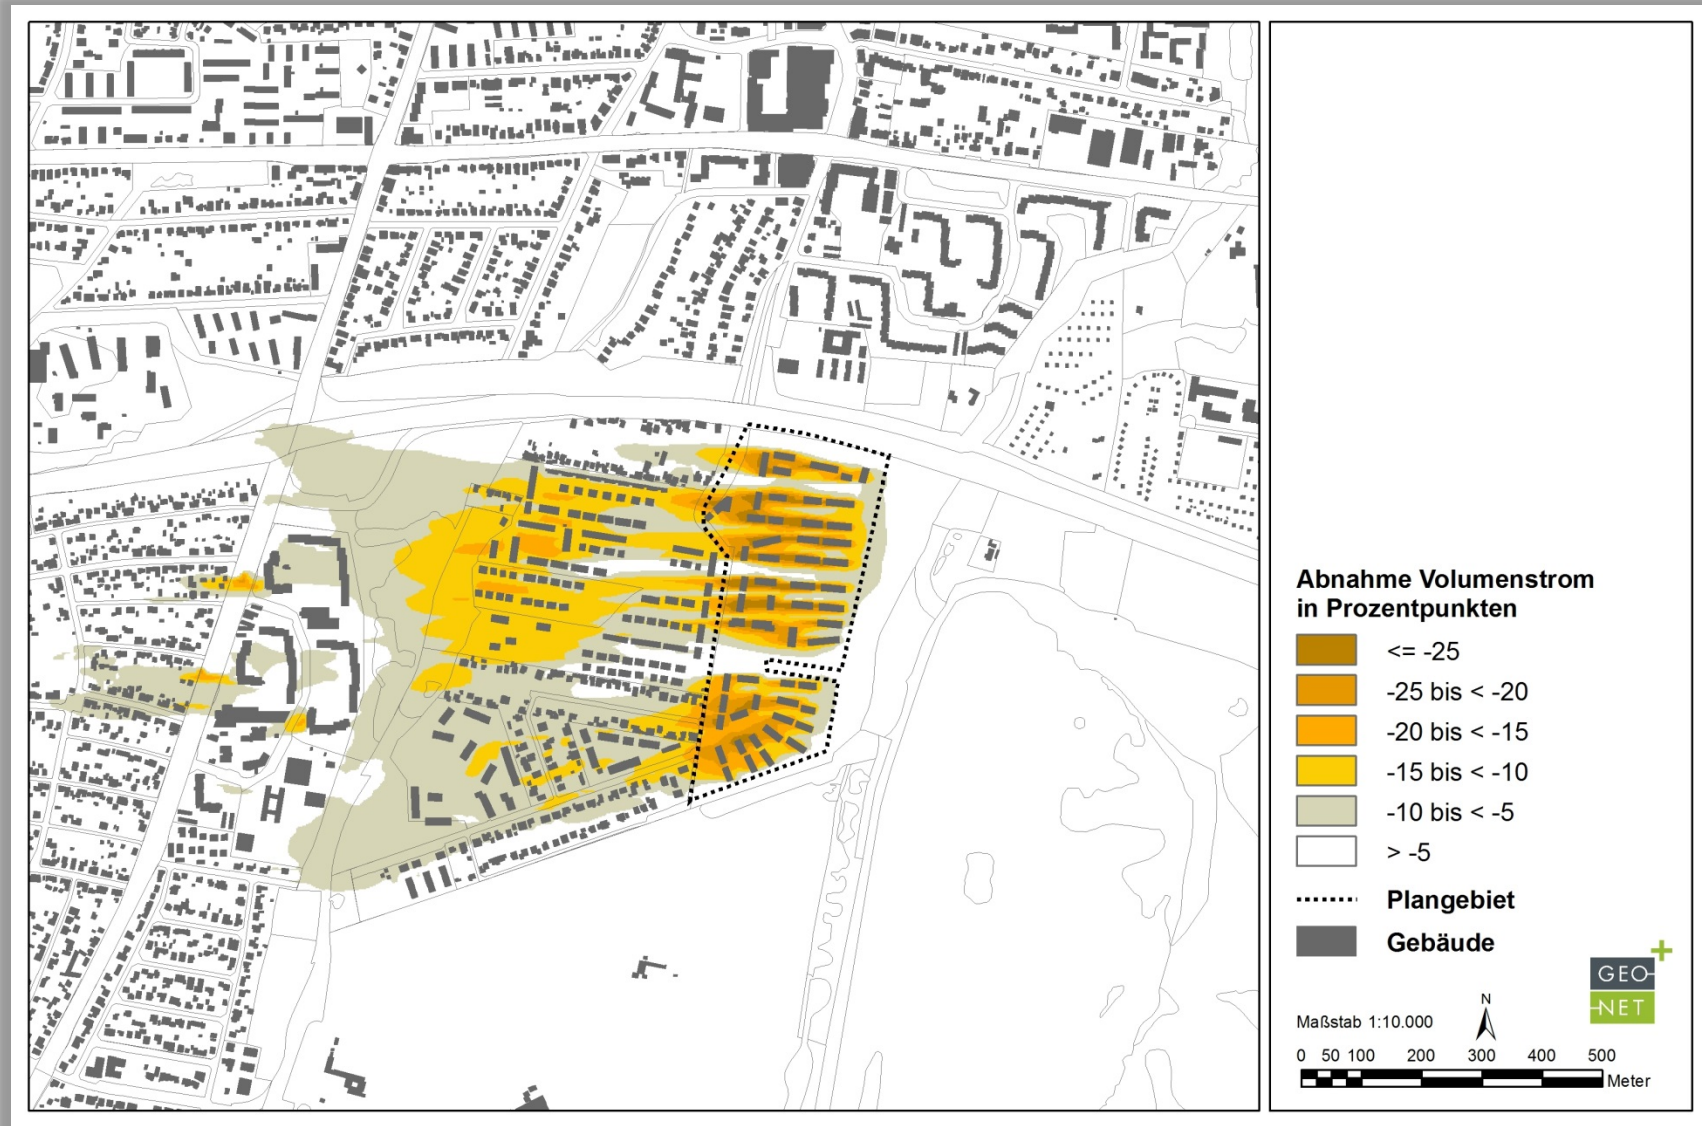 Abnahme Volumenstrom
in Prozentpunkten
<= -25
-25 bis < -20
-20 bis < -15
-15 bis < -10
-10 bis < -5
> -5
Plangebiet
Gebäude
GEO
NET
N
Maßstab 1:10.000
0 50 100 200 300 400 500
Meter